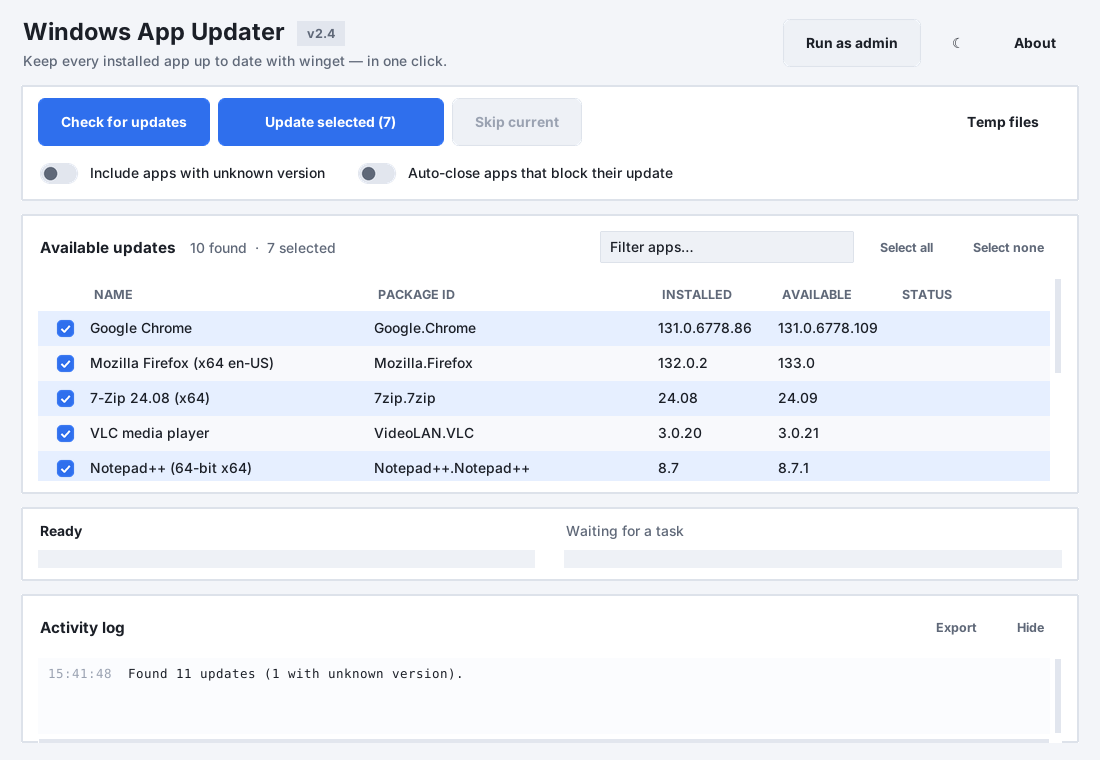 Windows App Updater v2.4
Keep every installed app up to date with winget — in one click.
Run as admin ☾ About
Check for updates Update selected (7) Skip current Temp files
Include apps with unknown version Auto-close apps that block their update
Available updates 10 found · 7 selected Filter apps... Select all Select none
NAME PACKAGE ID INSTALLED AVAILABLE STATUS
Google Chrome Google.Chrome 131.0.6778.86 131.0.6778.109
Mozilla Firefox (x64 en-US) Mozilla.Firefox 132.0.2 133.0
7-Zip 24.08 (x64) 7zip.7zip 24.08 24.09
VLC media player VideoLAN.VLC 3.0.20 3.0.21
Notepad++ (64-bit x64) Notepad++.Notepad++ 8.7 8.7.1
Ready Waiting for a task
Activity log Export Hide
15:41:48 Found 11 updates (1 with unknown version).